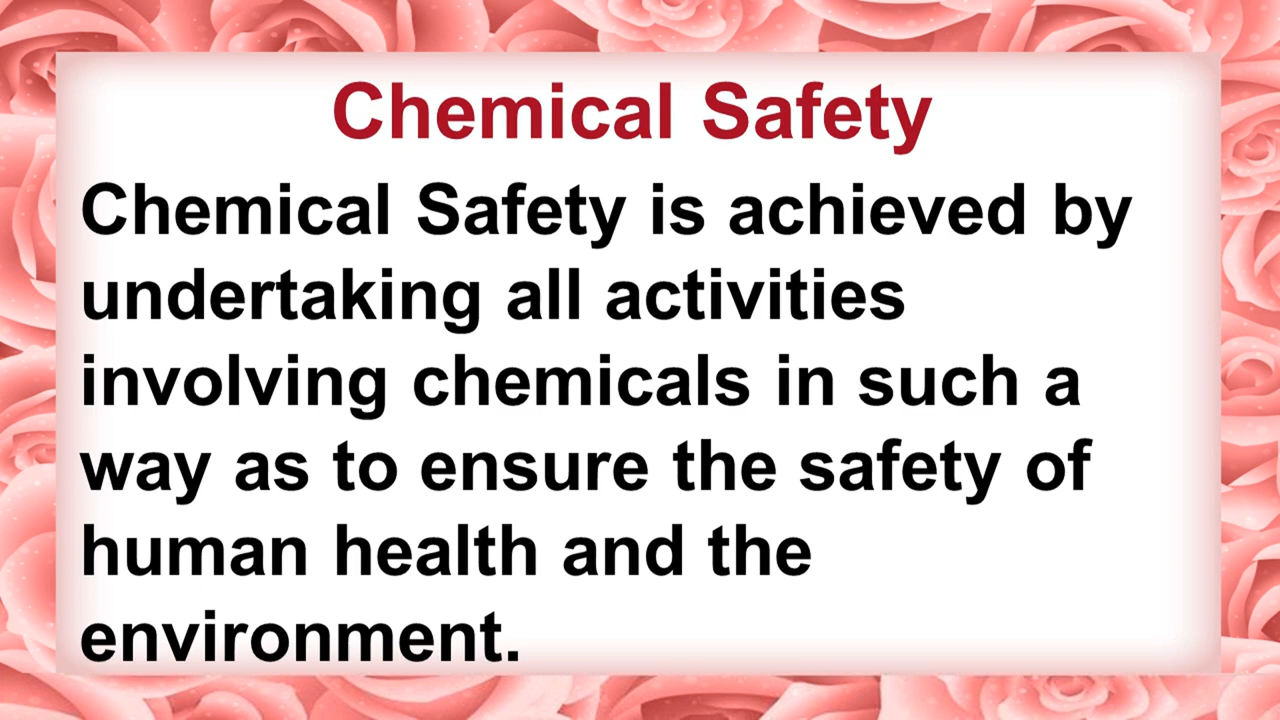 Chemical Safety
Chemical Safety is achieved by
undertaking all activities
involving chemicals in such a
way as to ensure the safety of
human health and the
environment.